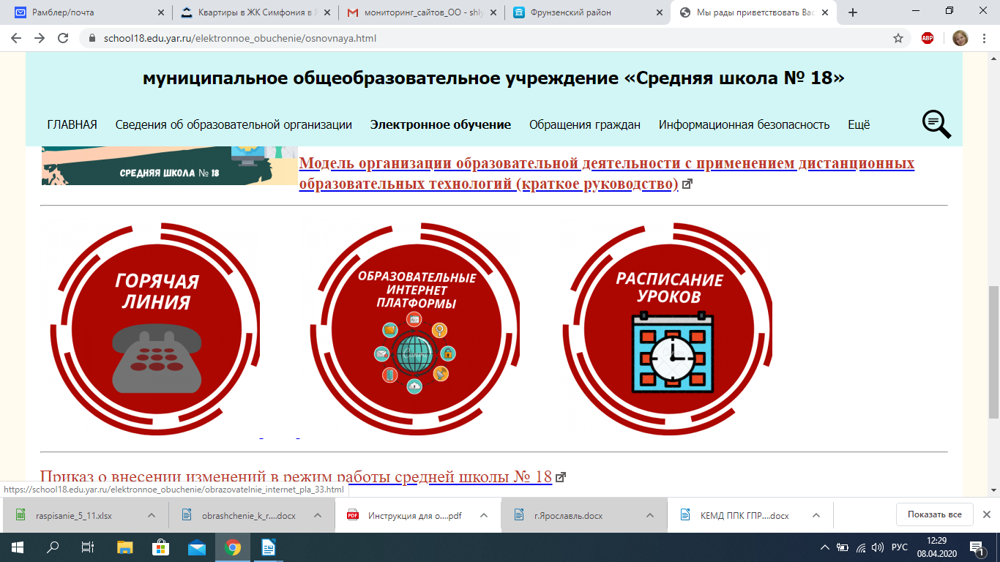 Рамблер/почта
Квартиры в ЖК Симфония в Я
мониторинг_сайтов_ОО - shly
Фрунзенский район
Мы рады приветствовать Вас
school18.edu.yar.ru/elektronnoe_obuchenie/osnovnaya.html
ABP
муниципальное общеобразовательное учреждение «Средняя школа № 18»
ГЛАВНАЯ Сведения об образовательной организации Электронное обучение Обращения граждан Информационная безопасность Ещё
СРЕДНЯЯ ШКОЛА № 18
Модель организации образовательной деятельности с применением дистанционных
образовательных технологий (краткое руководство)
ГОРЯЧАЯ
ЛИНИЯ
ОБРАЗОВАТЕЛЬНЫЕ
ИНТЕРНЕТ
ПЛАТФОРМЫ
РАСПИСАНИЕ
УРОКОВ
Приказ о внесении изменений в режим работы средней школы № 18
https://school18.edu.yar.ru/elektronnoe_obuchenie/obrazovatelnie_internet_pla_33.html
raspisanie_5_11.xlsx
obrashchenie_k_r....docx
PDF
Инструкция для о....pdf
г.Ярославль.docx
КЕМД ППК ГПР....docx
Показать все
РУС
12:29
08.04.2020
1